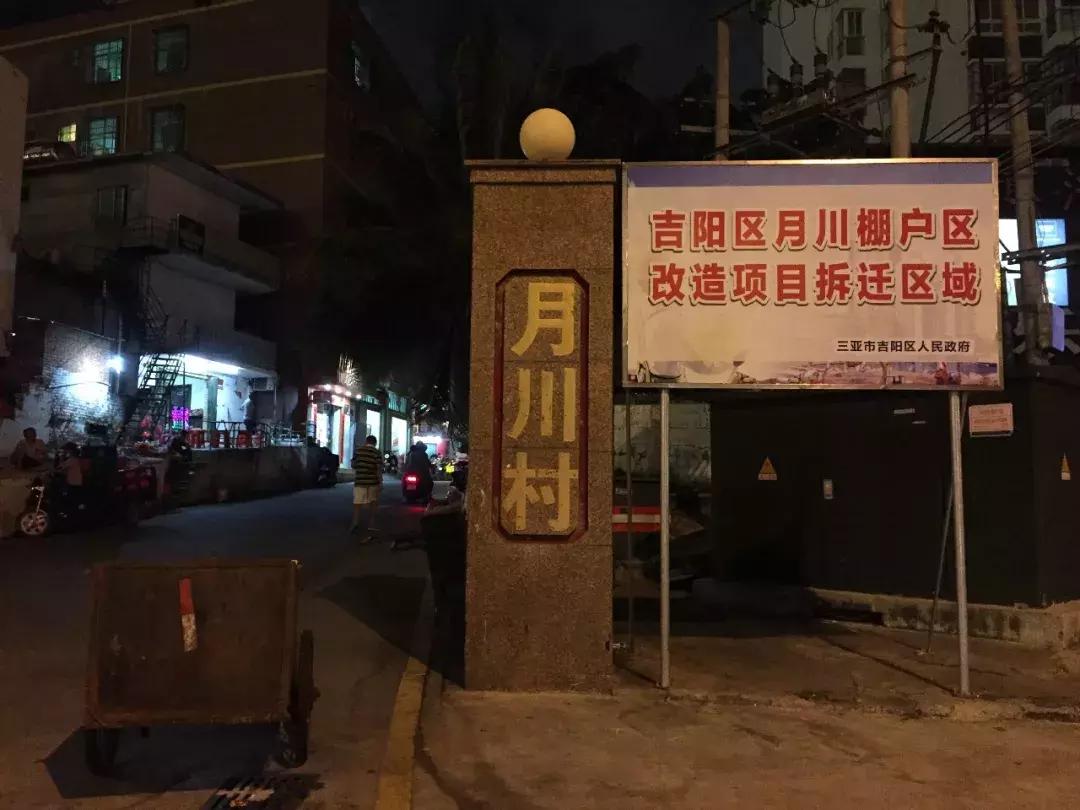 月川村
吉阳区月川棚户区
改造项目拆迁区域
三亚市吉阳区人民政府